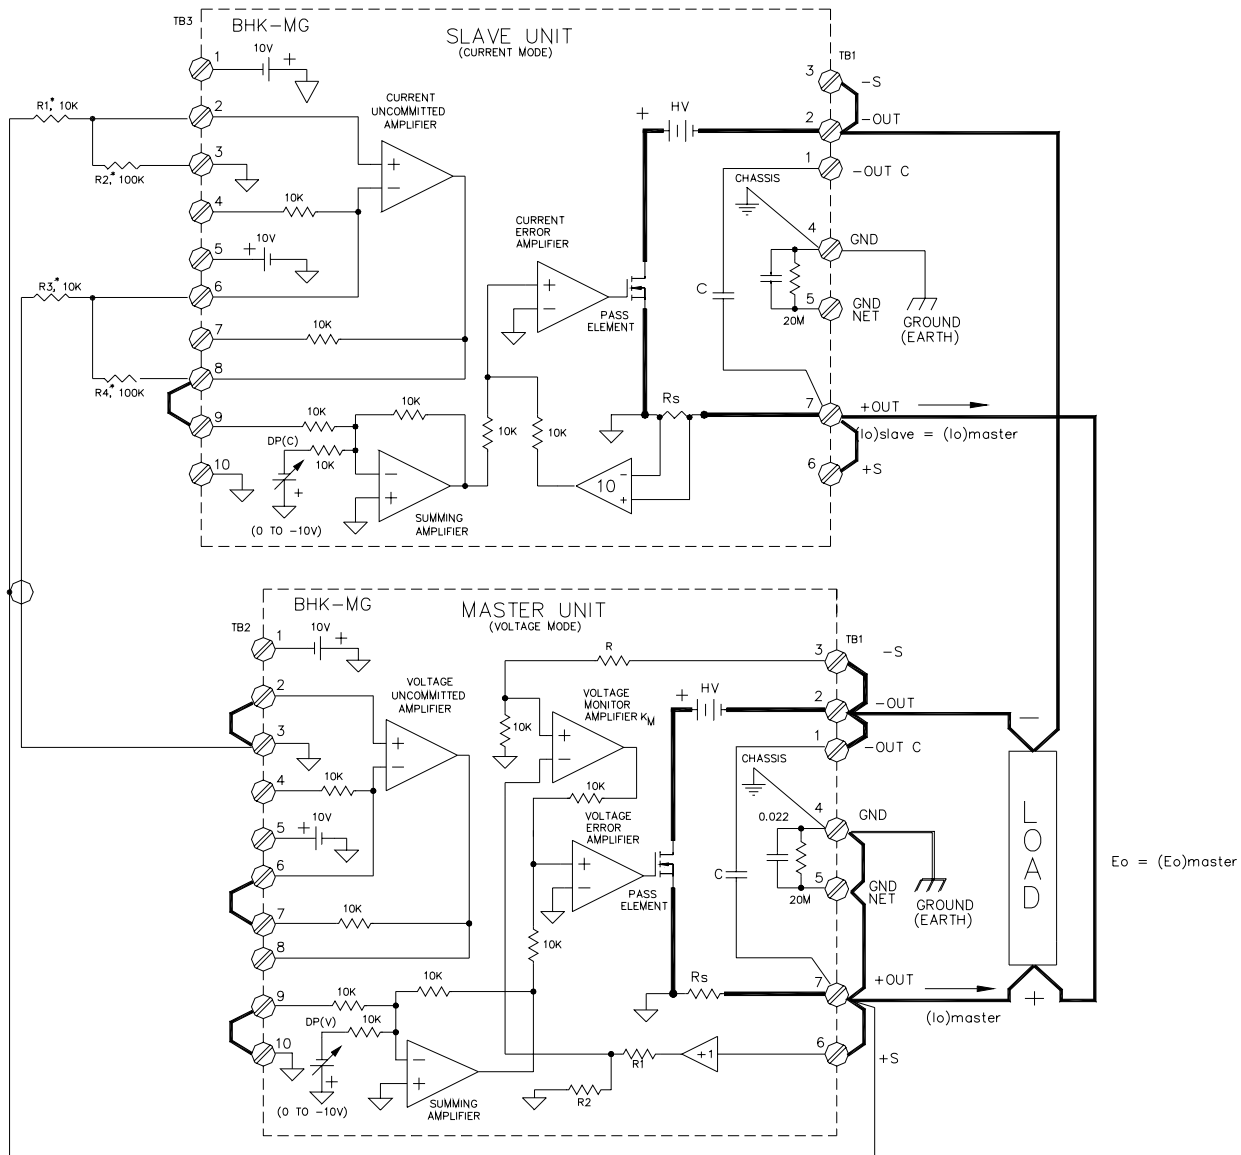 TB3
BHK-MG
SLAVE UNIT
(CURRENT MODE)
TB1
1
10V
+
3
-S
R1,* 10K
2
CURRENT
UNCOMMITTED
AMPLIFIER
+
HV
2
-OUT
3
R2,* 100K
+
-
1
-OUT C
CHASSIS
4
10K
CURRENT
ERROR
AMPLIFIER
4
GND
5
+
10V
R3,* 10K
6
+
-
C
5
GND
NET
20M
GROUND
(EARTH)
PASS
ELEMENT
7
10K
8
R4,* 100K
Rs
7
+OUT
(Io)slave = (Io)master
9
10K
10K
10K
10K
DP(C)
10K
6
+S
10
-
+
10
-
+
+
(0 TO -10V)
SUMMING
AMPLIFIER
BHK-MG
MASTER UNIT
(VOLTAGE MODE)
TB2
1
10V
+
R
3
TB1
-S
2
VOLTAGE
UNCOMMITTED
AMPLIFIER
VOLTAGE
MONITOR
AMPLIFIER KM
+
HV
2
-OUT
-
3
+
-
10K
+
-
1
-OUT C
CHASSIS
4
10K
10K
0.022
4
GND
5
+
10V
VOLTAGE
ERROR
AMPLIFIER
LOAD
Eo = (Eo)master
6
+
-
C
5
GND
NET
20M
GROUND
(EARTH)
PASS
ELEMENT
7
10K
8
10K
10K
Rs
7
+OUT
+
(Io)master
9
10K
DP(V)
10K
10
-
+
+
R1
+1
6
+S
R2
(0 TO -10V)
SUMMING
AMPLIFIER